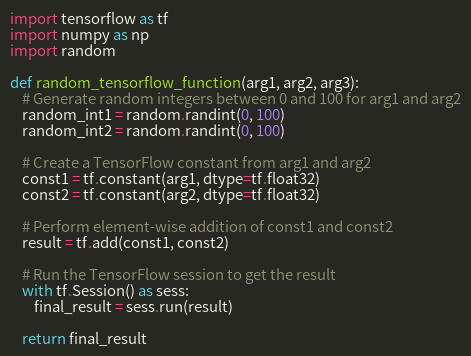 import tensorflow as tf
import numpy as np
import random

def random_tensorflow_function(arg1, arg2, arg3):
    # Generate random integers between 0 and 100 for arg1 and arg2
    random_int1 = random.randint(0, 100)
    random_int2 = random.randint(0, 100)

    # Create a TensorFlow constant from arg1 and arg2
    const1 = tf.constant(arg1, dtype=tf.float32)
    const2 = tf.constant(arg2, dtype=tf.float32)

    # Perform element-wise addition of const1 and const2
    result = tf.add(const1, const2)

    # Run the TensorFlow session to get the result
    with tf.Session() as sess:
        final_result = sess.run(result)

    return final_result